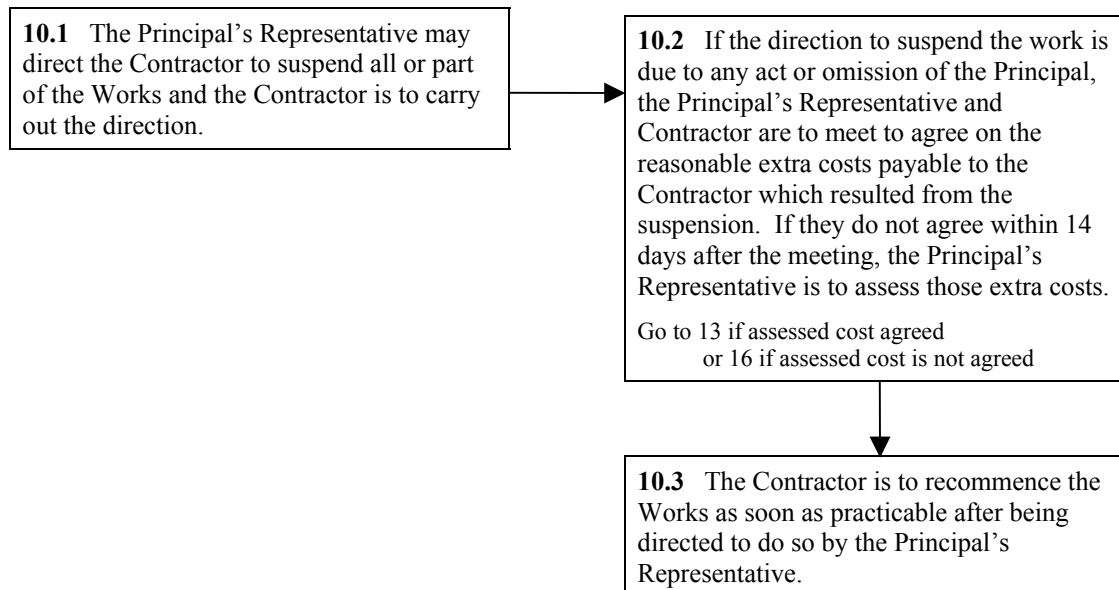 10.1 The Principal’s Representative may
direct the Contractor to suspend all or part
of the Works and the Contractor is to carry
out the direction.
10.2 If the direction to suspend the work is
due to any act or omission of the Principal,
the Principal’s Representative and
Contractor are to meet to agree on the
reasonable extra costs payable to the
Contractor which resulted from the
suspension. If they do not agree within 14
days after the meeting, the Principal’s
Representative is to assess those extra costs.
Go to 13 if assessed cost agreed
or 16 if assessed cost is not agreed
10.3 The Contractor is to recommence the
Works as soon as practicable after being
directed to do so by the Principal’s
Representative.